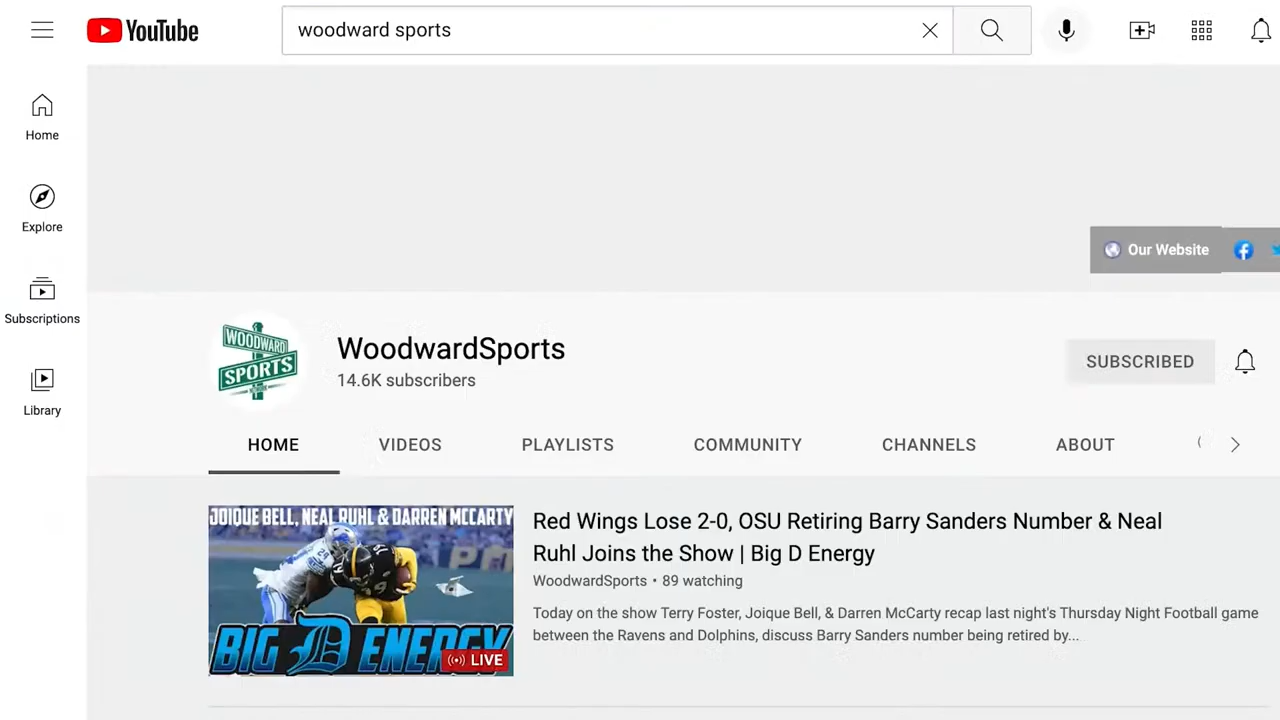 YouTube
woodward sports
Home
Explore
Subscriptions
Library
Our Website
WOODWARD
SPORTS
WoodwardSports
14.6K subscribers
SUBSCRIBED
HOME
VIDEOS
PLAYLISTS
COMMUNITY
CHANNELS
ABOUT
JOIQUE BELL, NEAL RUHL & DARREN MCCARTY
BIG D ENERGY
LIVE
Red Wings Lose 2-0, OSU Retiring Barry Sanders Number & Neal
Ruhl Joins the Show | Big D Energy
WoodwardSports • 89 watching
Today on the show Terry Foster, Joique Bell, & Darren McCarty recap last night's Thursday Night Football game
between the Ravens and Dolphins, discuss Barry Sanders number being retired by...